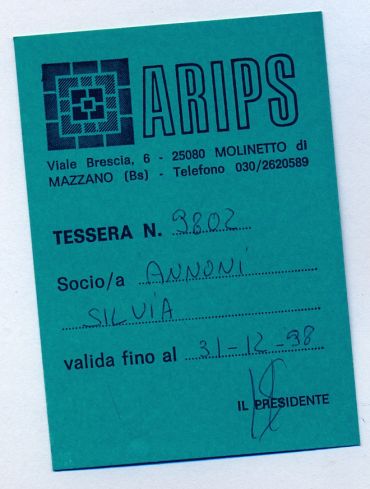 ARIPS
Viale Brescia, 6 - 25080 MOLINETTO di
MAZZANO (Bs) - Telefono 030/2620589
TESSERA N. 9802
Socio/a ANNONI
SILVIA
valida fino al 31-12-98
IL PRESIDENTE